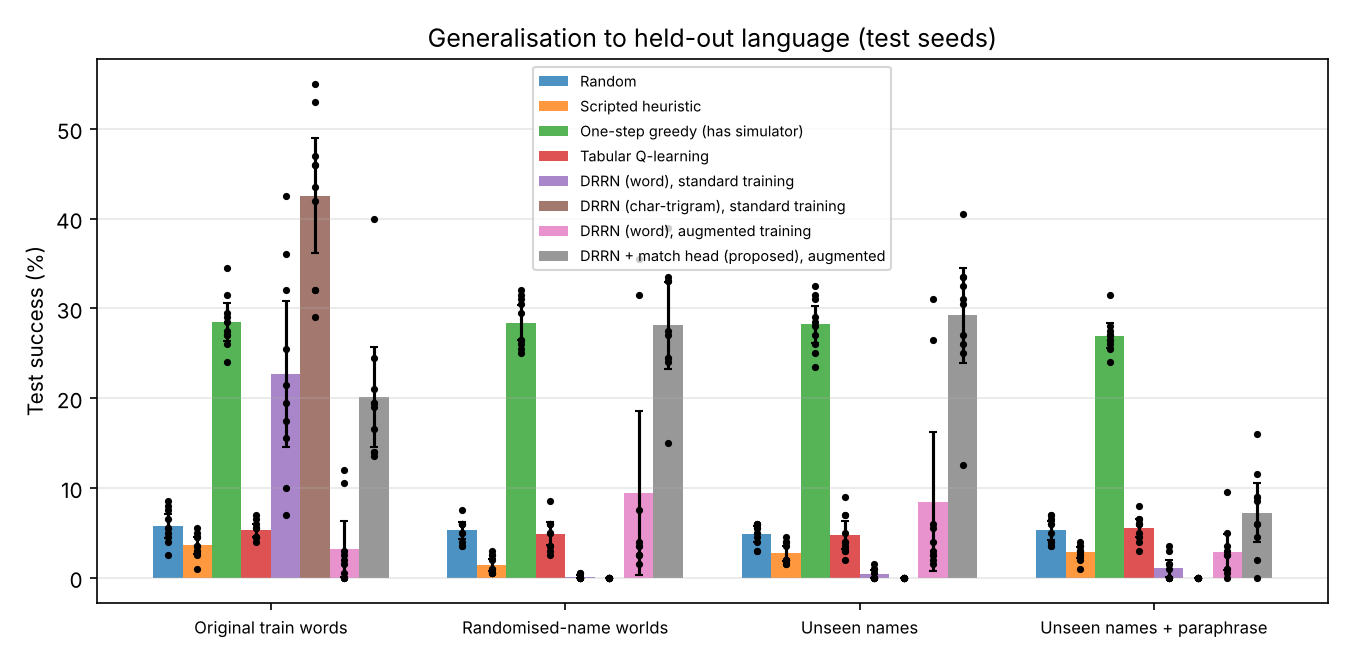 Generalisation to held-out language (test seeds)
Random
Scripted heuristic
One-step greedy (has simulator)
Tabular Q-learning
DRRN (word), standard training
DRRN (char-trigram), standard training
DRRN (word), augmented training
DRRN + match head (proposed), augmented
Test success (%)
50
40
30
20
10
0
Original train words
Randomised-name worlds
Unseen names
Unseen names + paraphrase